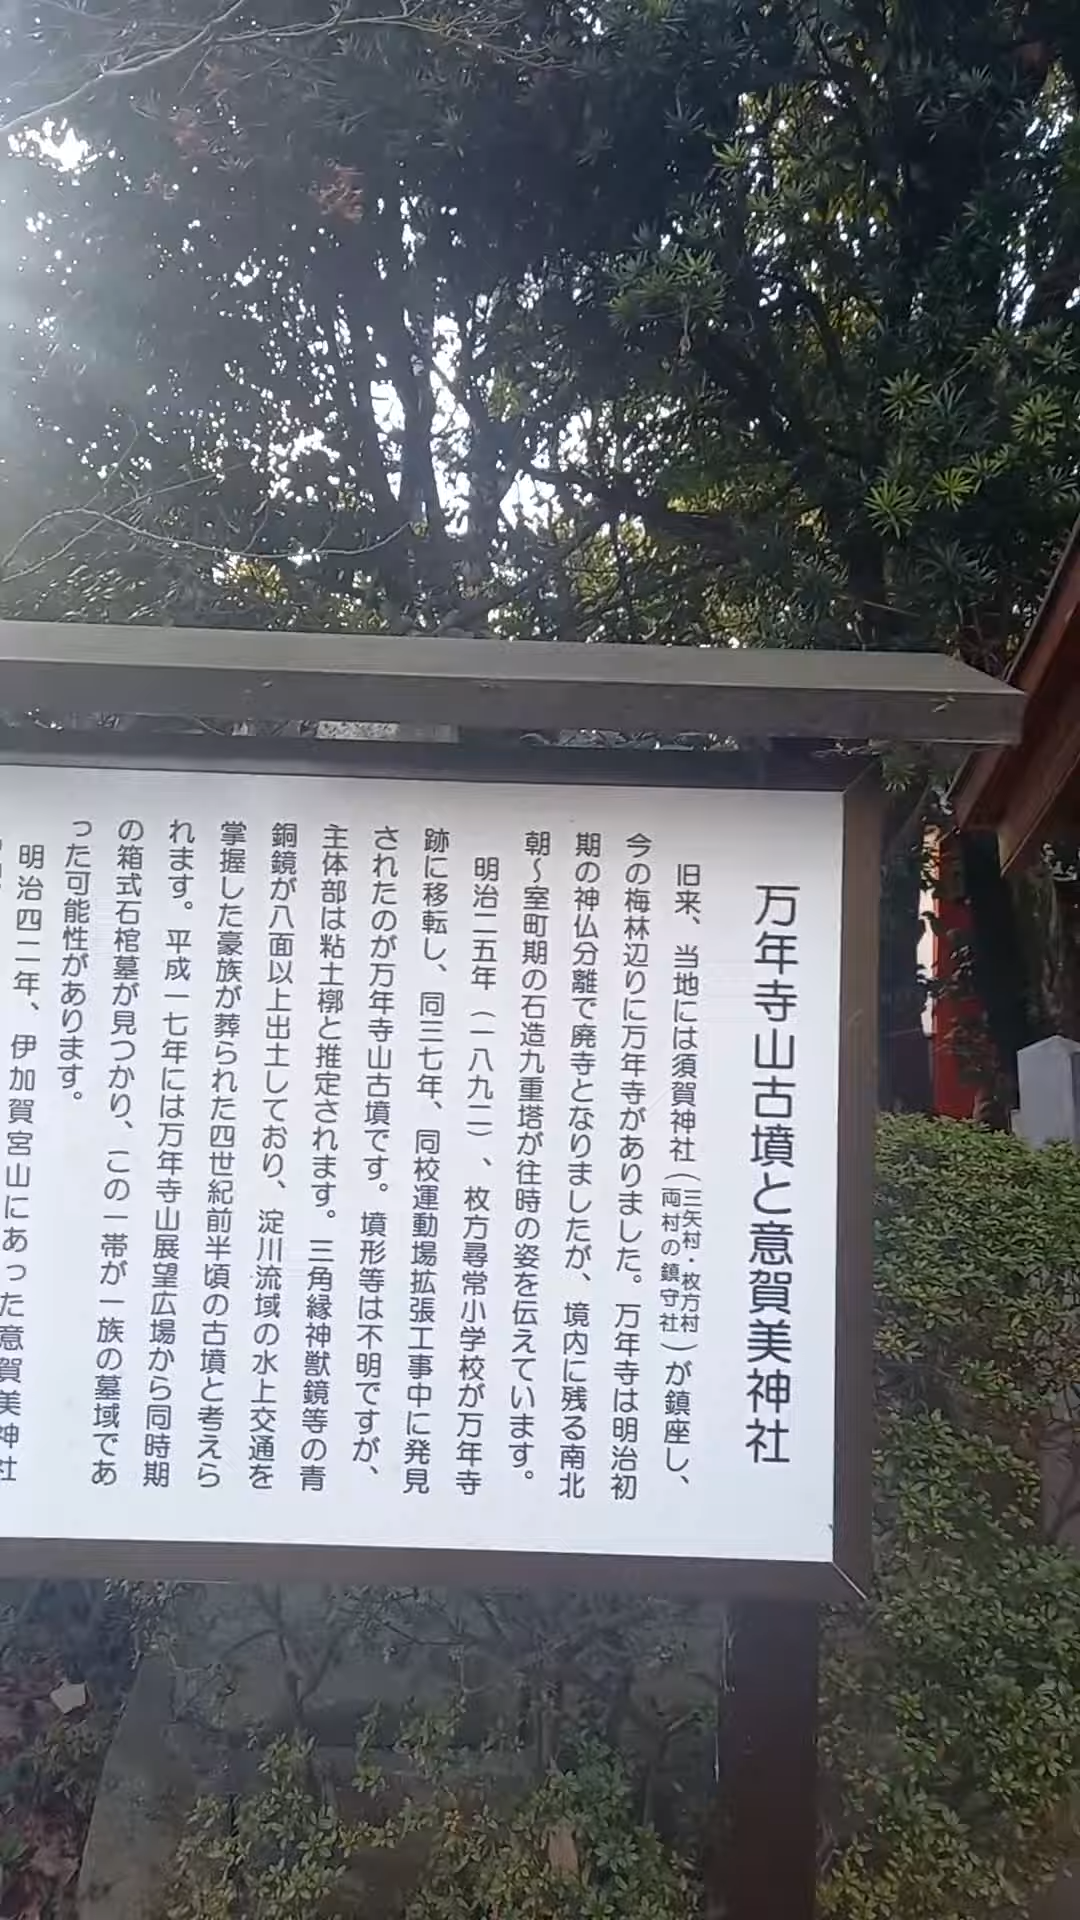 万年寺山古墳と意賀美神社
旧来、当地には須賀神社（三矢村・枚方村両村の鎮守社）が鎮座し、
今の梅林辺りに万年寺がありました。万年寺は明治初
期の神仏分離で廃寺となりましたが、境内に残る南北
朝～室町期の石造九重塔が往時の姿を伝えています。
明治二五年（一八九二）、枚方尋常小学校が万年寺
跡に移転し、同三七年、同校運動場拡張工事中に発見
されたのが万年寺山古墳です。墳形等は不明ですが、
主体部は粘土槨と推定されます。三角縁神獣鏡等の青
銅鏡が八面以上出土しており、淀川流域の水上交通を
掌握した豪族が葬られた四世紀前半頃の古墳と考えら
れます。平成一七年には万年寺山展望広場から同時期
の箱式石棺墓が見つかり、この一帯が一族の墓域であ
った可能性があります。
明治四二年、伊加賀宮山にあった意賀美神社